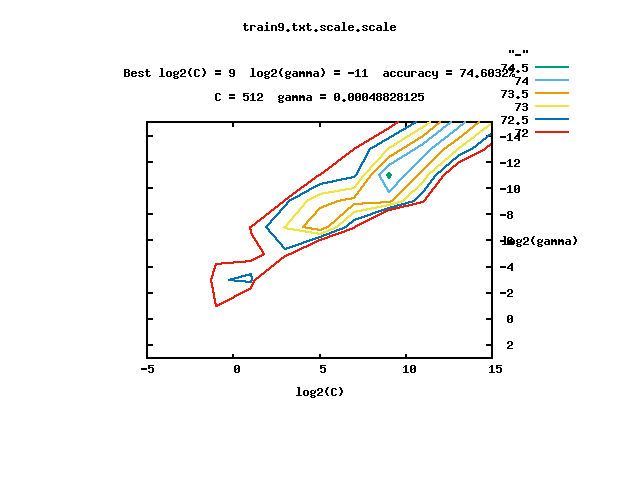 train9.txt.scale.scale
"-"
Best log2(C) = 9 log2(gamma) = -11 accuracy = 74.6032%
C = 512 gamma = 0.00048828125
74.5
74
73.5
73
72.5
72
-14
-12
-10
-8
-6
-4
-2
0
2
log2(gamma)
-5 0 5 10 15
log2(C)